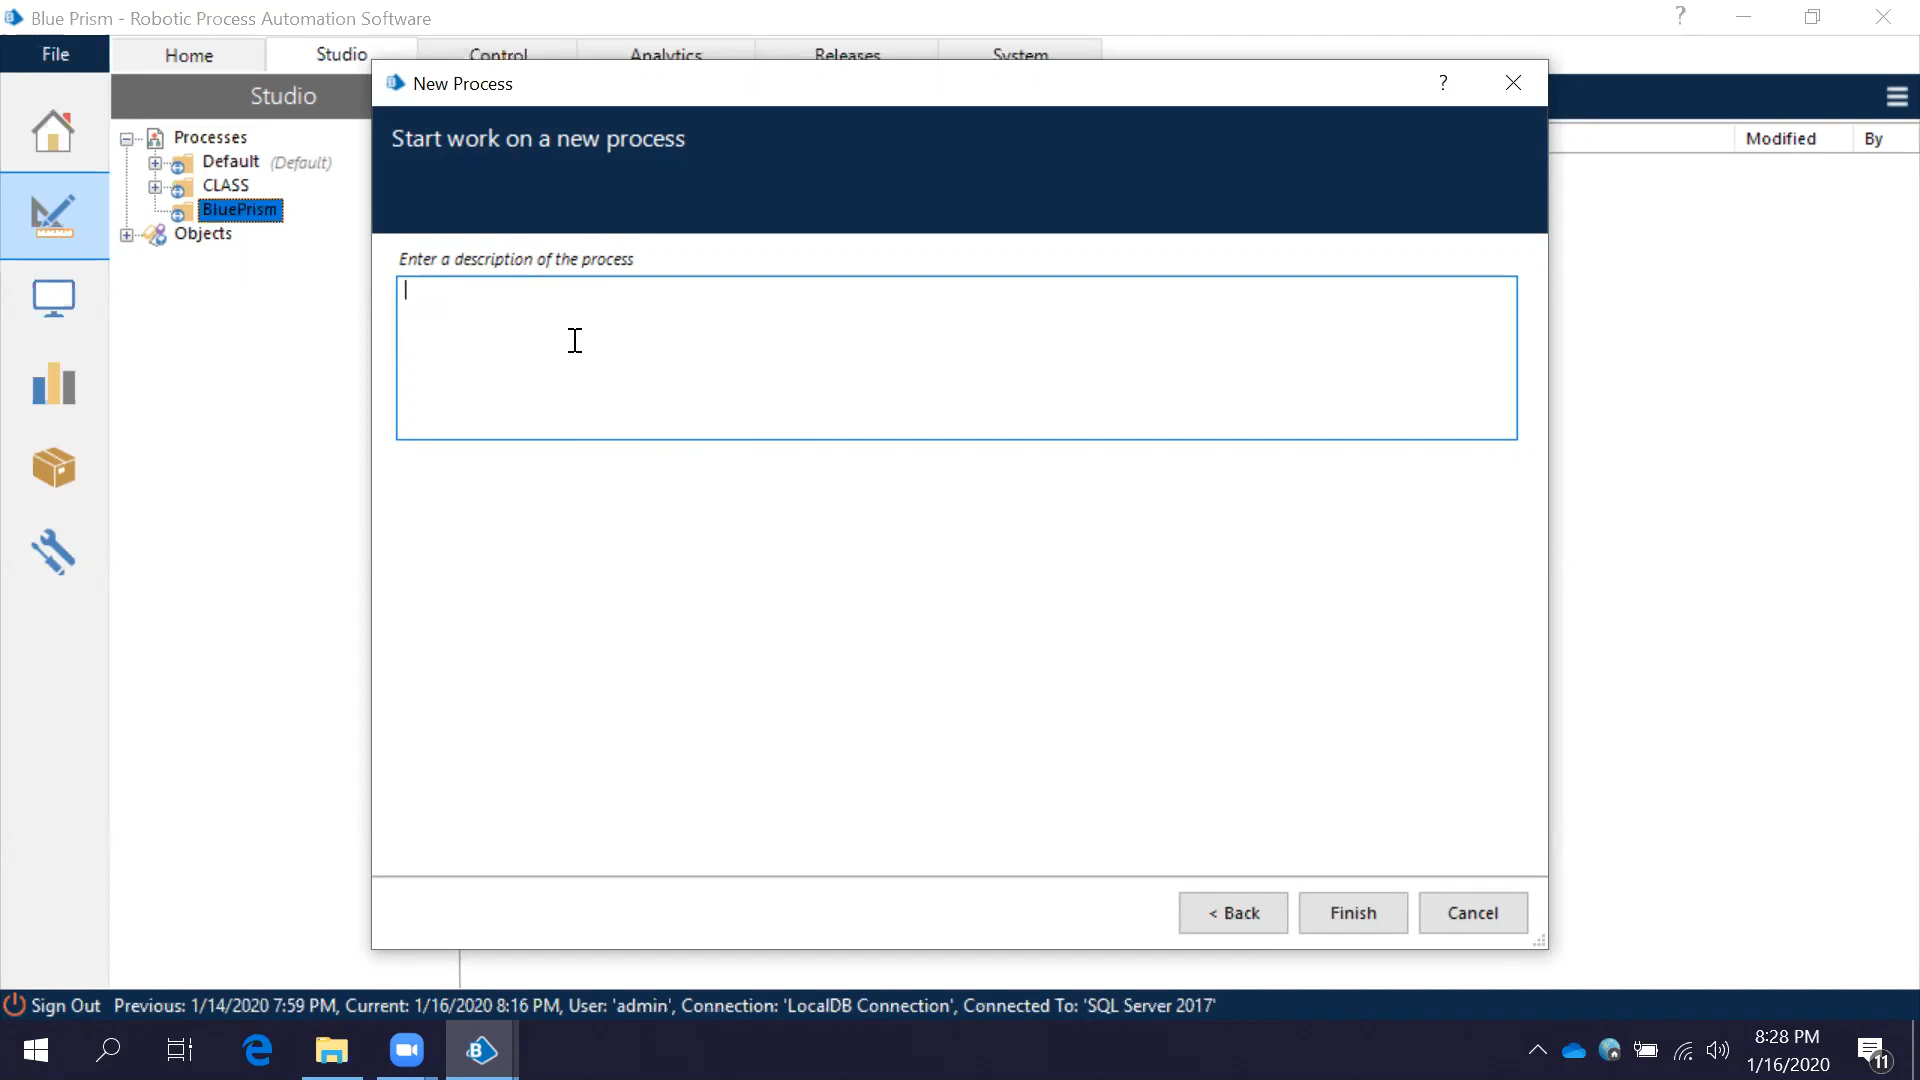 Blue Prism - Robotic Process Automation Software
?
File
Home
Studio
Control
Analytics
Releases
System
Studio
New Process
?
Start work on a new process
Modified
By
Processes
Default (Default)
CLASS
BluePrism
Objects
Enter a description of the process
< Back
Finish
Cancel
Sign Out Previous: 1/14/2020 7:59 PM, Current: 1/16/2020 8:16 PM, User: 'admin', Connection: 'LocalDB Connection', Connected To: 'SQL Server 2017'
8:28 PM
1/16/2020
11